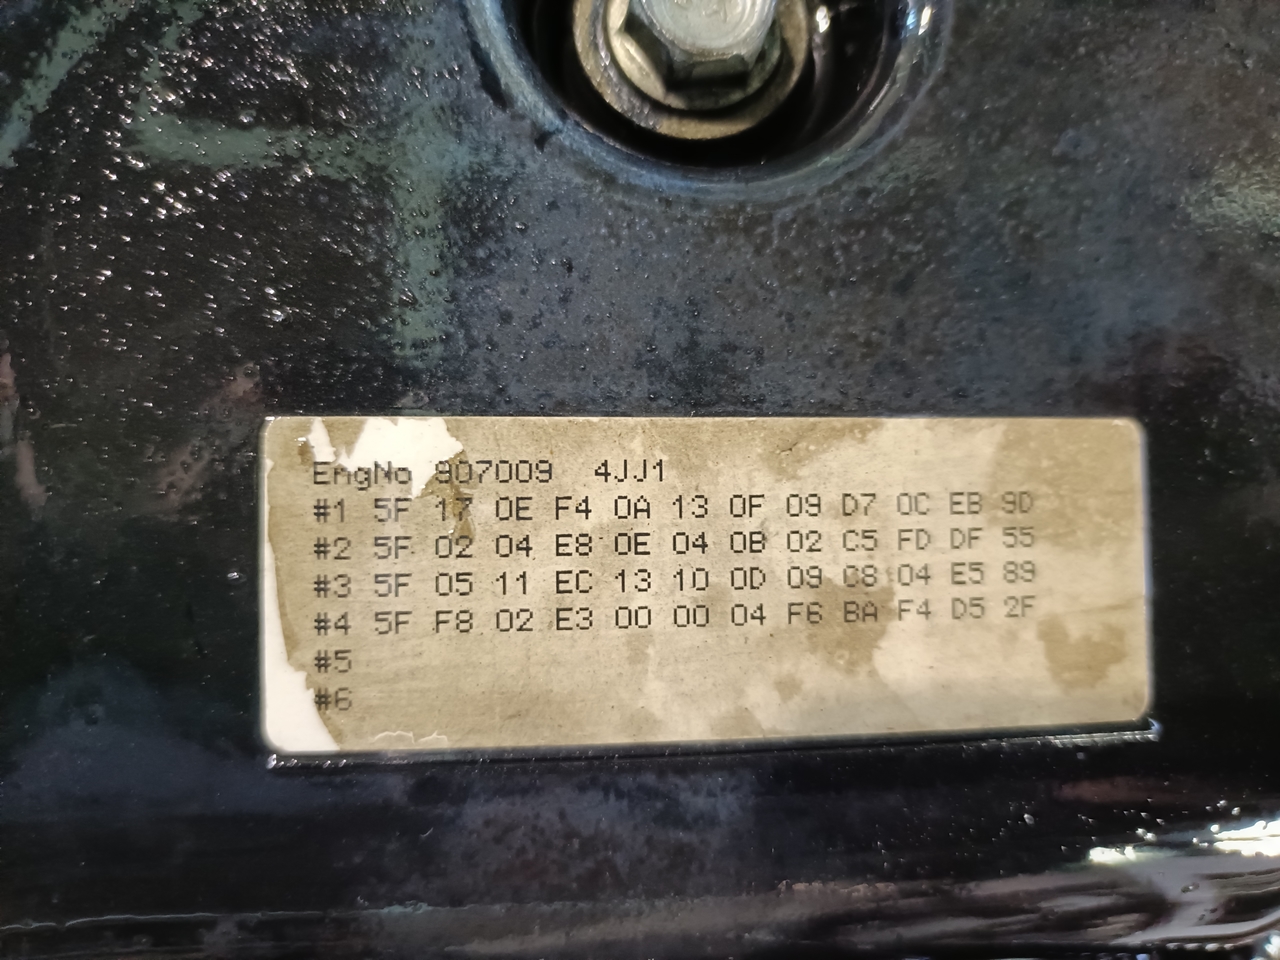 EngNo 907009 4JJ1
#1 5F 17 0E F4 0A 13 0F 09 D7 0C EB 9D
#2 5F 02 04 E8 0E 04 0B 02 C5 FD DF 55
#3 5F 05 11 EC 13 10 0D 09 C8 04 E5 89
#4 5F F8 02 E3 00 00 04 F6 BA F4 D5 2F
#5
#6